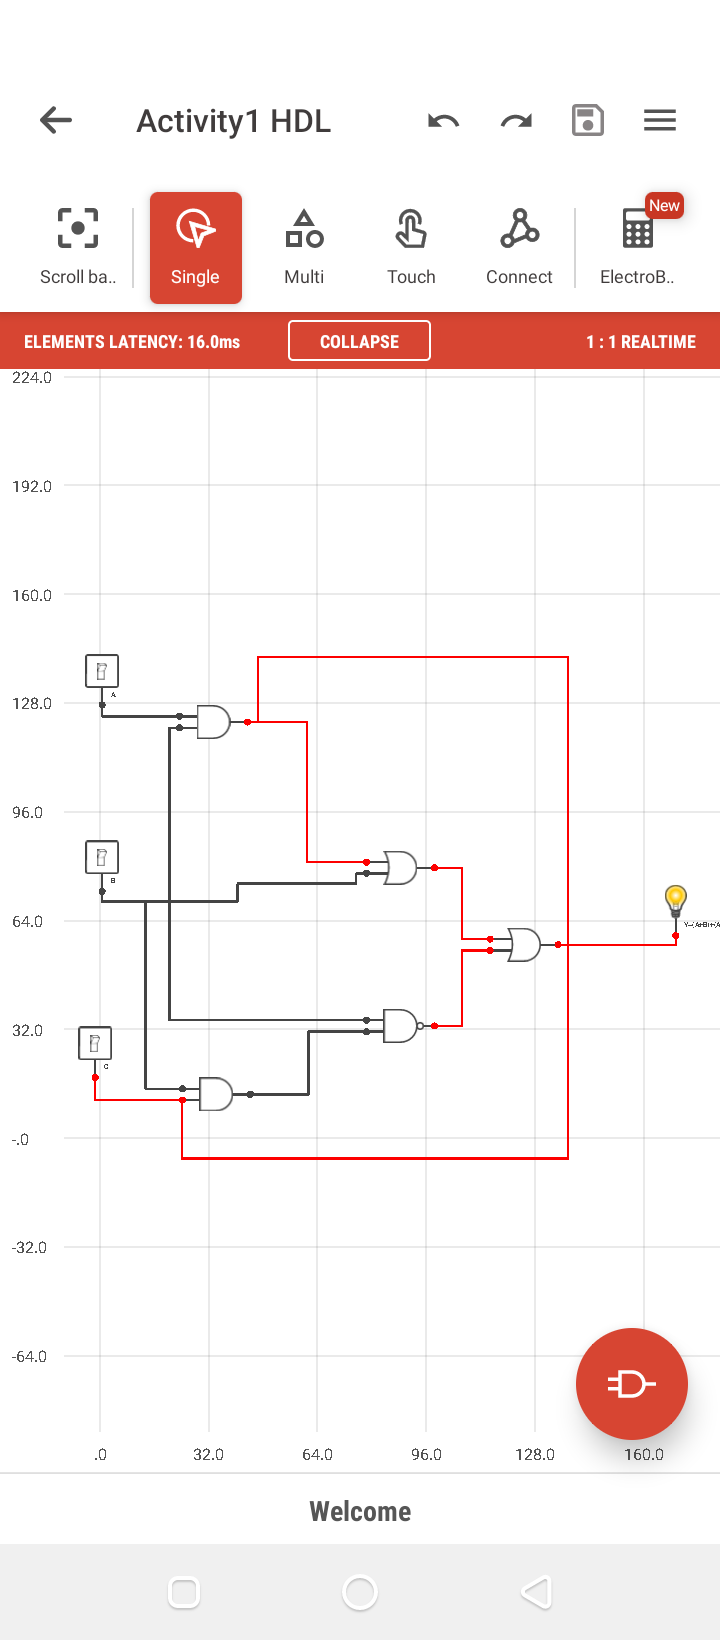 Activity1 HDL
New
Scroll ba.. Single Multi Touch Connect ElectroB..
ELEMENTS LATENCY: 16.0ms COLLAPSE 1 : 1 REALTIME
224.0
192.0
160.0
A
128.0
96.0
B
64.0
32.0
C
-.0
-32.0
-64.0
.0 32.0 64.0 96.0 128.0 160.0
Welcome